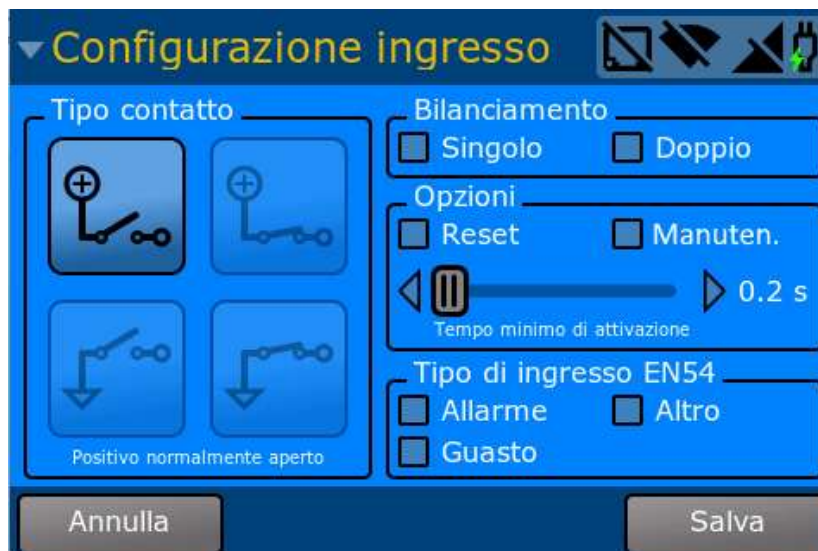 Configurazione ingresso
Tipo contatto
Positivo normalmente aperto
Bilanciamento
Singolo Doppio
Opzioni
Reset Manuten.
0.2 s
Tempo minimo di attivazione
Tipo di ingresso EN54
Allarme Altro
Guasto
Annulla Salva